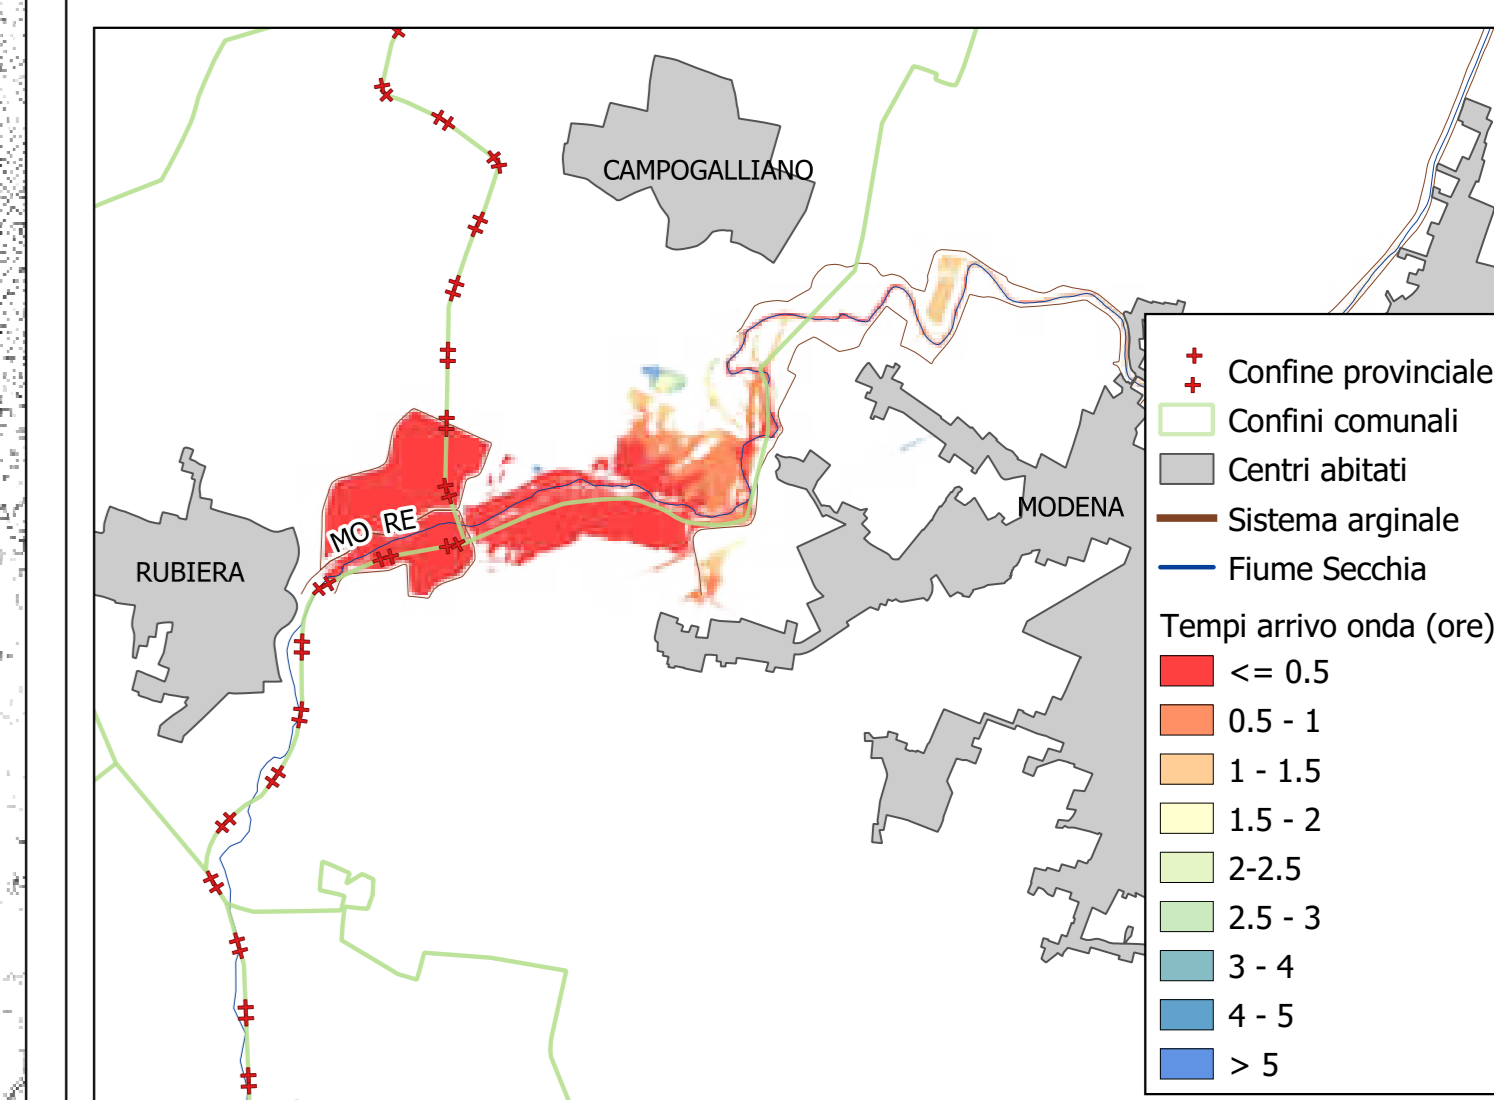 CAMPOGALLIANO
MO RE
RUBIERA
MODENA
Confine provinciale
Confini comunali
Centri abitati
Sistema arginale
Fiume Secchia
Tempi arrivo onda (ore)
<= 0.5
0.5 - 1
1 - 1.5
1.5 - 2
2-2.5
2.5 - 3
3 - 4
4 - 5
> 5